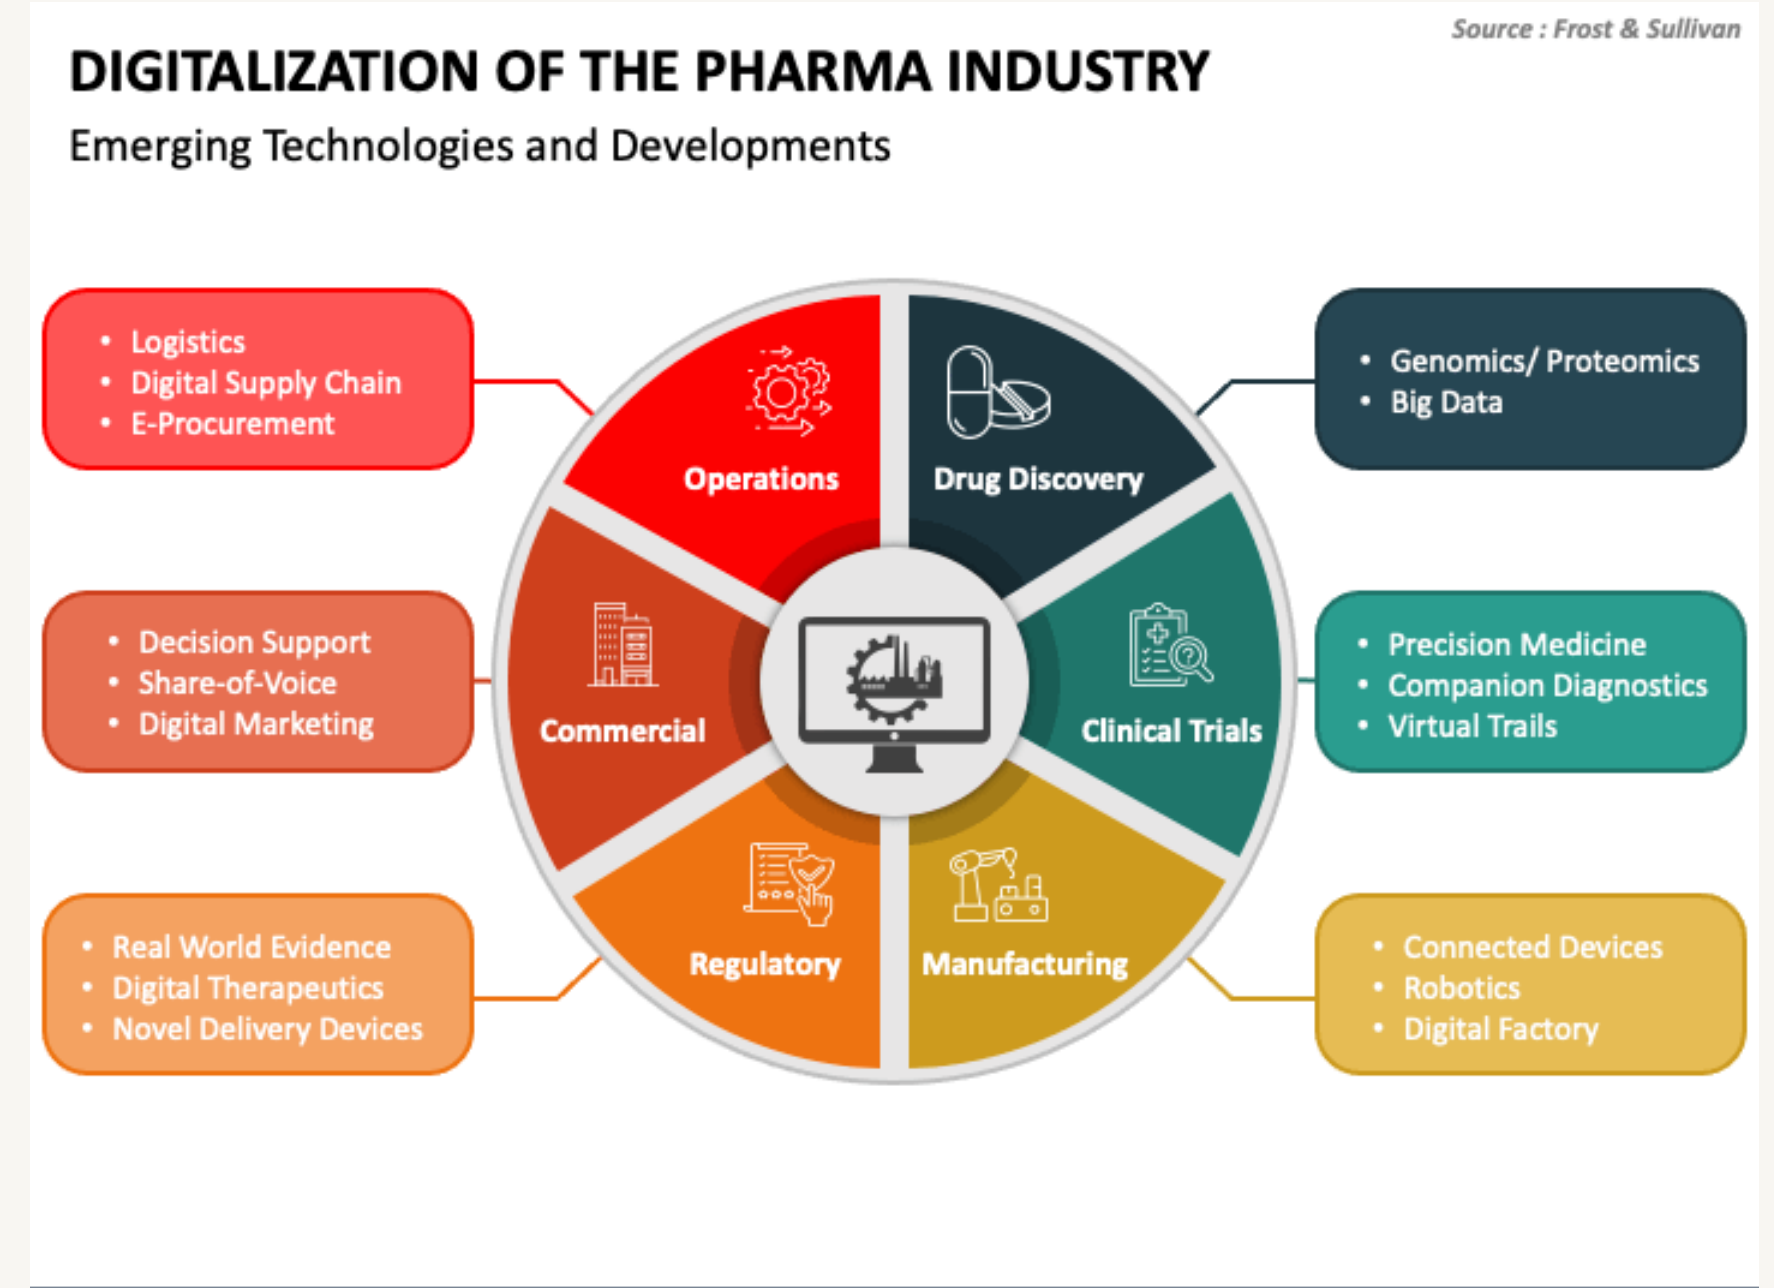 Source : Frost & Sullivan
DIGITALIZATION OF THE PHARMA INDUSTRY
Emerging Technologies and Developments
• Logistics
• Digital Supply Chain
• E-Procurement
Operations
Drug Discovery
• Genomics/ Proteomics
• Big Data
• Decision Support
• Share-of-Voice
• Digital Marketing
Commercial
Clinical Trials
• Precision Medicine
• Companion Diagnostics
• Virtual Trails
• Real World Evidence
• Digital Therapeutics
• Novel Delivery Devices
Regulatory
Manufacturing
• Connected Devices
• Robotics
• Digital Factory